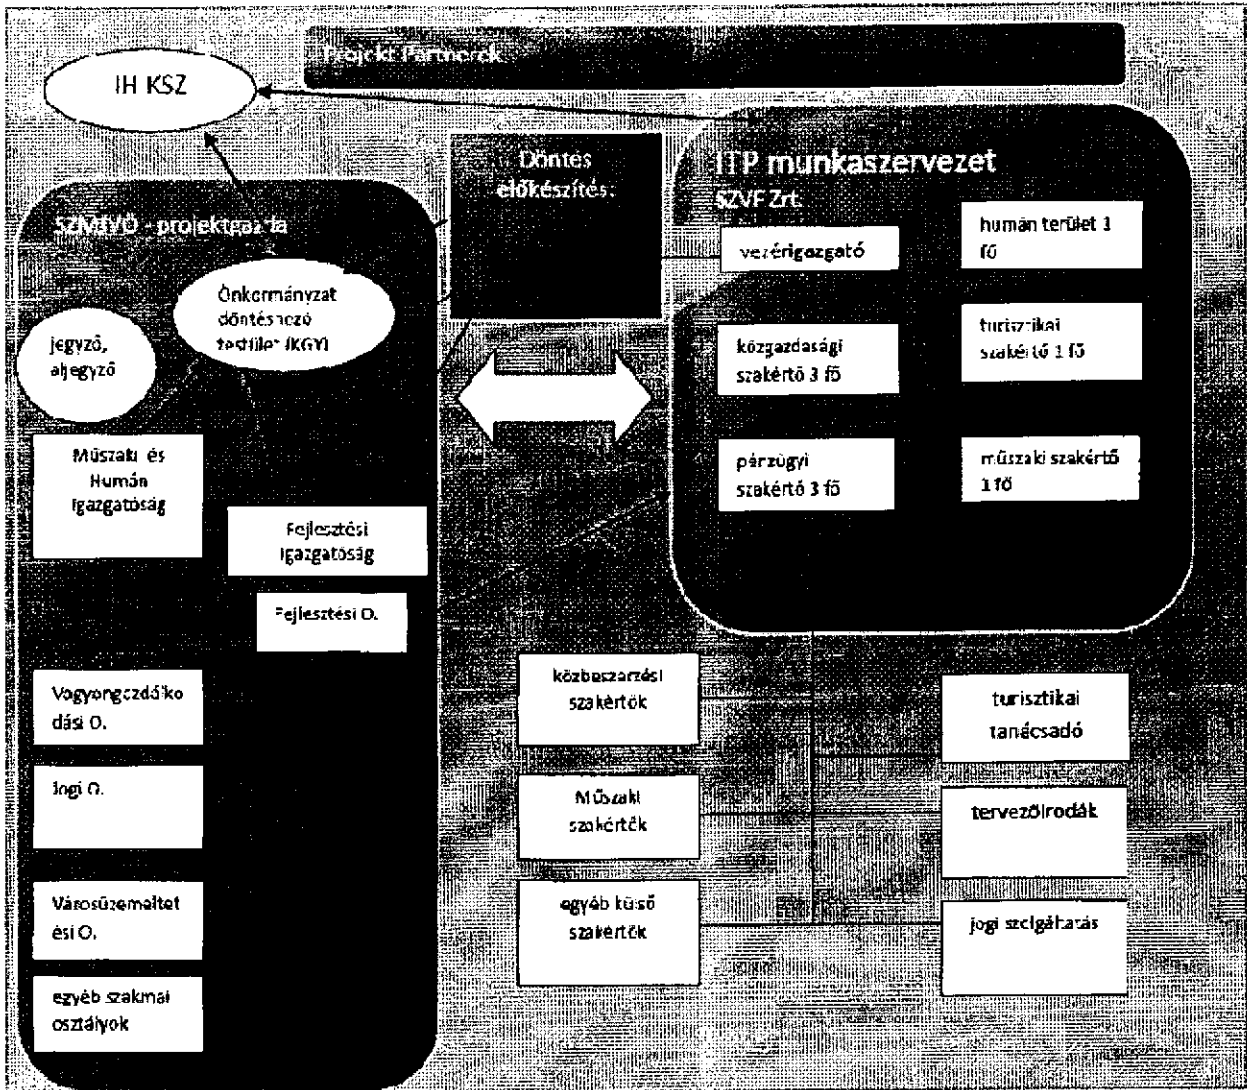 Projekt Partnerek
IH KSZ
Döntés
előkészítés:
ITP munkaszervezet
SZVF Zrt.
vezérigazgató
humán terület 1
fő
közgazdasági
szakértő 3 fő
turisztikai
szakértő 1 fő
pénzügyi
szakértő 3 fő
műszaki szakértő
1 fő
SZMJVÖ - projektgazda
Önkormányzat
döntéshozó
testület (KGY)
jegyző,
aljegyző
Műszaki és
Humán
Igazgatóság
Fejlesztési
Igazgatóság
Fejlesztési O.
Vagyongazdálko
dási O.
Jogi O.
Városüzemeltet
ési O.
egyéb szakmai
osztályok
közbeszerzési
szakértők
Műszaki
szakértők
egyéb külső
szakértők
turisztikai
tanácsadó
tervezőirodák
jogi szolgáltatás